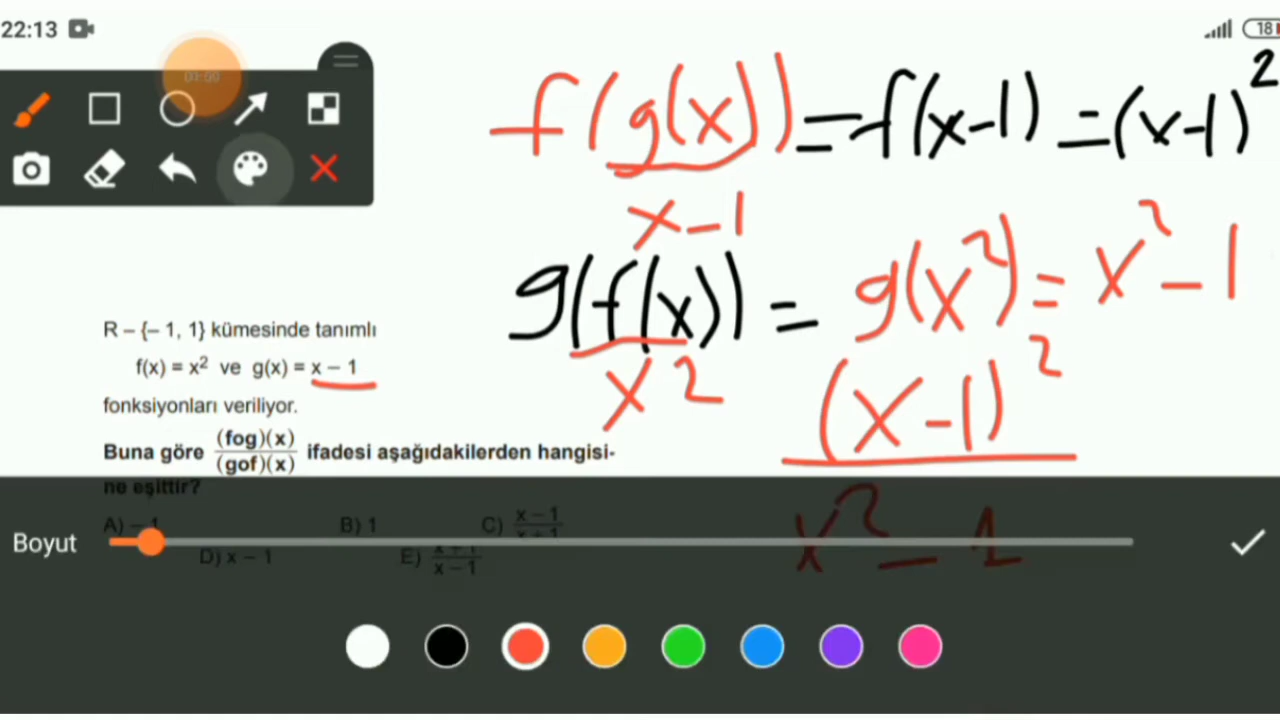 22:13
18
01:00
f(g(x)) = f(x-1) = (x-1)²
x-1
g(f(x)) = g(x²) = x²-1
x²
(x-1)²
x²-1
R – {– 1, 1} kümesinde tanımlı
f(x) = x² ve g(x) = x – 1
fonksiyonları veriliyor.
Buna göre (fog)(x)/(gof)(x) ifadesi aşağıdakilerden hangisi-
ne eşittir?
A) – 1 B) 1 C) x – 1/x + 1
D) x – 1 E) x + 1/x – 1
Boyut